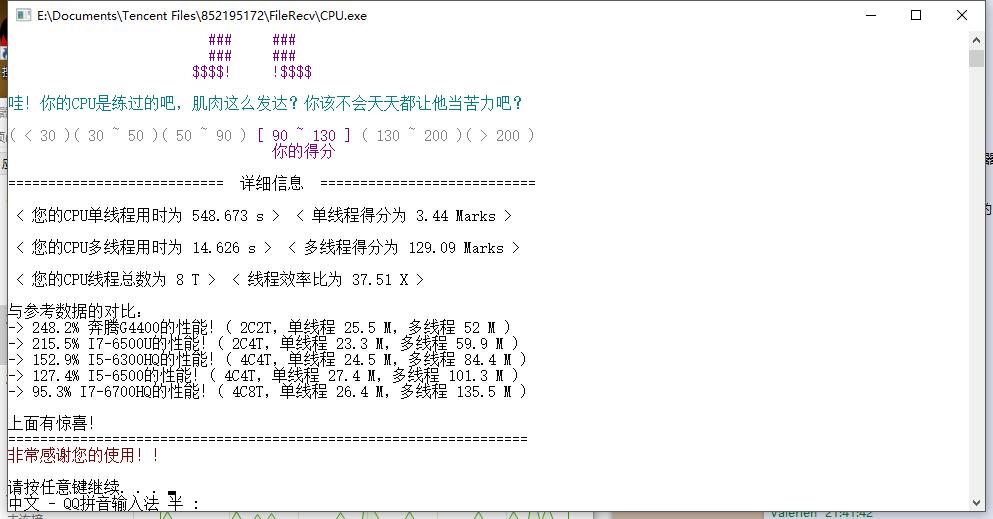 E:\Documents\Tencent Files\852195172\FileRecv\CPU.exe
### ###
### ###
$$$$! !$$$$
哇! 你的CPU是练过的吧，肌肉这么发达? 你该不会天天都让他当苦力吧?
( < 30 )( 30 ~ 50 )( 50 ~ 90 ) [ 90 ~ 130 ] ( 130 ~ 200 )( > 200 )
你的得分
=========================== 详细信息 ===========================
< 您的CPU单线程用时为 548.673 s > < 单线程得分为 3.44 Marks >
< 您的CPU多线程用时为 14.626 s > < 多线程得分为 129.09 Marks >
< 您的CPU线程总数为 8 T > < 线程效率比为 37.51 X >
与参考数据的对比:
-> 248.2% 奔腾G4400的性能! ( 2C2T, 单线程 25.5 M, 多线程 52 M )
-> 215.5% I7-6500U的性能! ( 2C4T, 单线程 23.3 M, 多线程 59.9 M )
-> 152.9% I5-6300HQ的性能! ( 4C4T, 单线程 24.5 M, 多线程 84.4 M )
-> 127.4% I5-6500的性能! ( 4C4T, 单线程 27.4 M, 多线程 101.3 M )
-> 95.3% I7-6700HQ的性能! ( 4C8T, 单线程 26.4 M, 多线程 135.5 M )
上面有惊喜!
=================================================================
非常感谢您的使用! !
请按任意键继续. . .
中文 - QQ拼音输入法 半 :